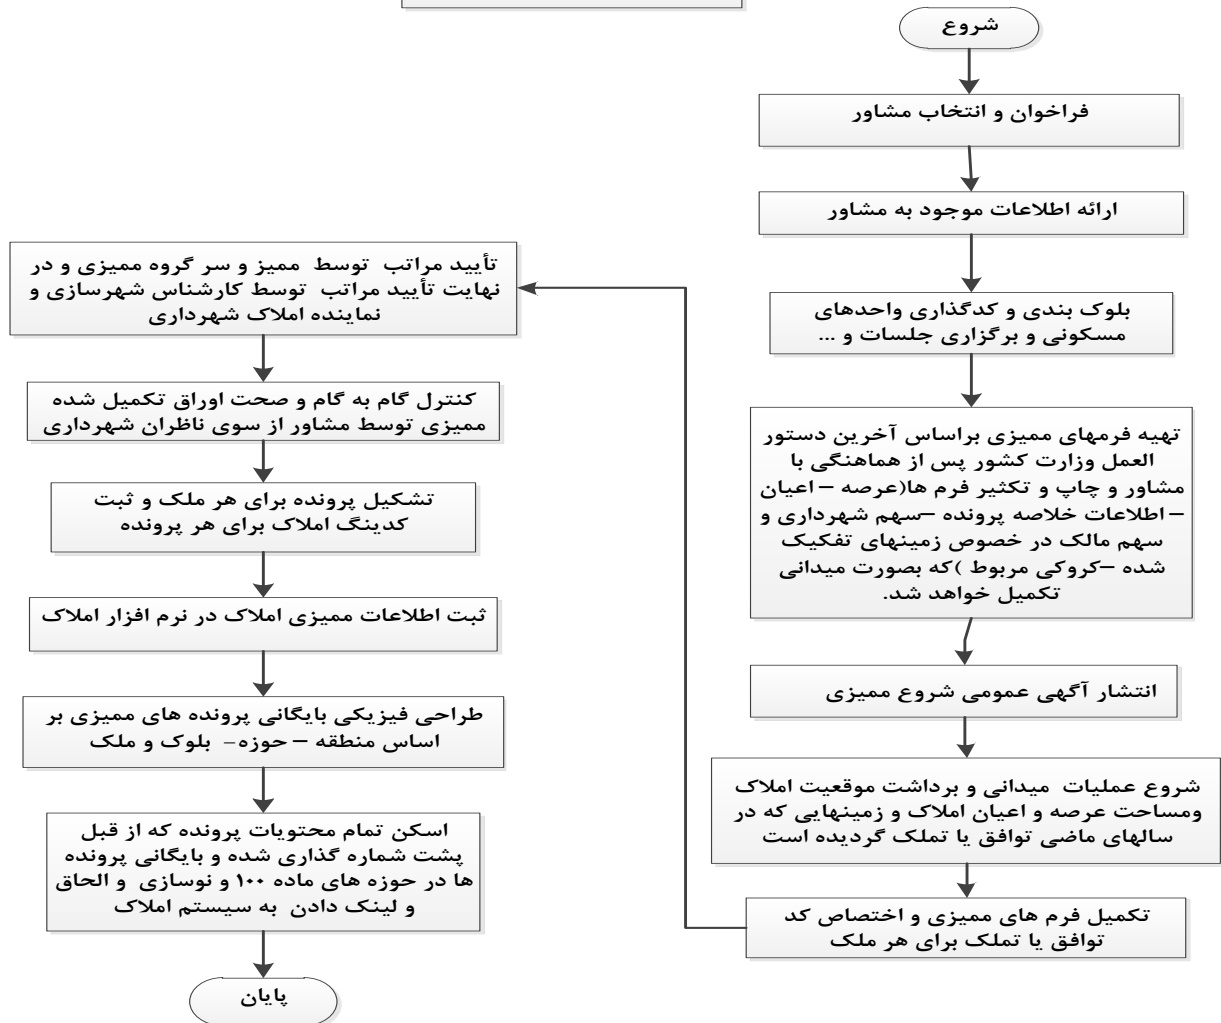 شروع
فراخوان و انتخاب مشاور
ارائه اطلاعات موجود به مشاور
بلوک بندی و کدگذاری واحدهای
مسکونی و برگزاری جلسات و ...
تهیه فرمهای ممیزی براساس آخرین دستور
العمل وزارت کشور پس از هماهنگی با
مشاور و چاپ و تکثیر فرم ها(عرصه – اعیان
– اطلاعات خلاصه پرونده –سهم شهرداری و
سهم مالک در خصوص زمینهای تفکیک
شده –کروکی مربوط )که بصورت میدانی
تکمیل خواهد شد.
انتشار آگهی عمومی شروع ممیزی
شروع عملیات میدانی و برداشت موقعیت املاک
ومساحت عرصه و اعیان املاک و زمینهایی که در
سالهای ماضی توافق یا تملک گردیده است
تکمیل فرم های ممیزی و اختصاص کد
توافق یا تملک برای هر ملک
تأیید مراتب توسط ممیز و سر گروه ممیزی و در
نهایت تأیید مراتب توسط کارشناس شهرسازی و
نماینده املاک شهرداری
کنترل گام به گام و صحت اوراق تکمیل شده
ممیزی توسط مشاور از سوی ناظران شهرداری
تشکیل پرونده برای هر ملک و ثبت
کدینگ املاک برای هر پرونده
ثبت اطلاعات ممیزی املاک در نرم افزار املاک
طراحی فیزیکی بایگانی پرونده های ممیزی بر
اساس منطقه – حوزه– بلوک و ملک
اسکن تمام محتویات پرونده که از قبل
پشت شماره گذاری شده و بایگانی پرونده
ها در حوزه های ماده ۱۰۰ و نوسازی و الحاق
و لینک دادن به سیستم املاک
پایان